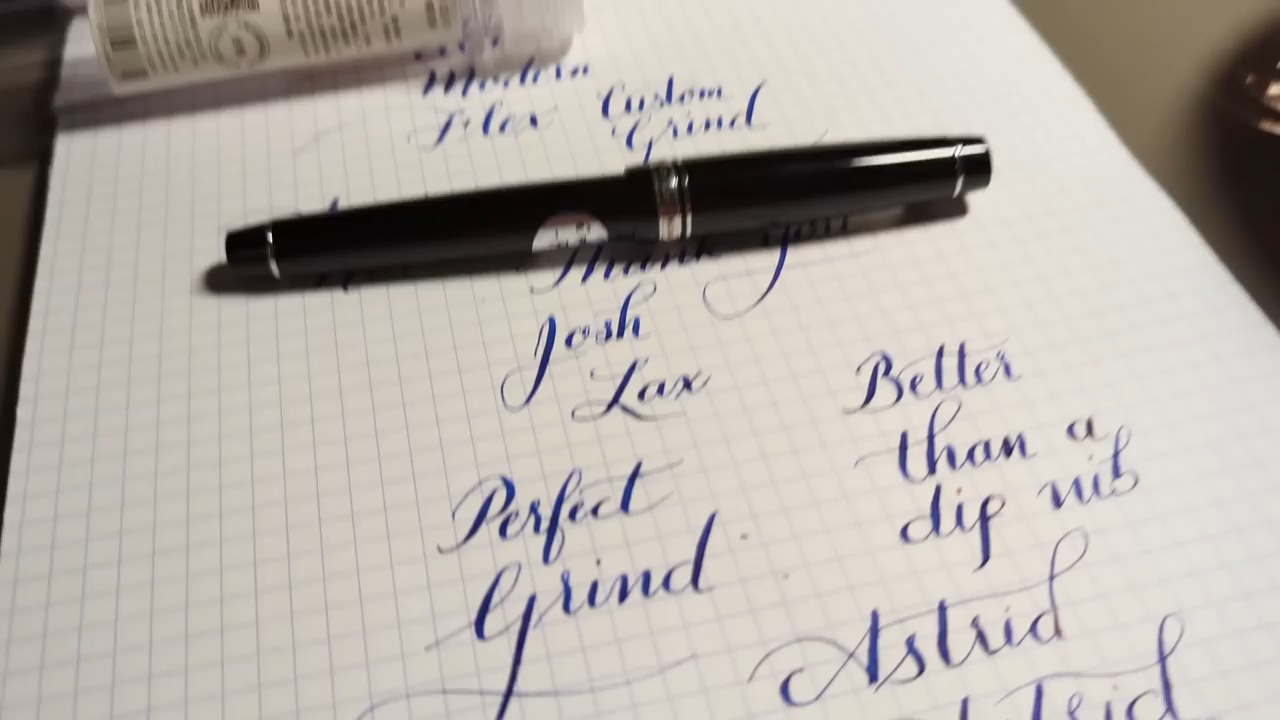 Modern
Flex
Custom
Grind
Thank you
Josh
Lax
Better
than a
dip nib
Perfect
Grind
Astrid